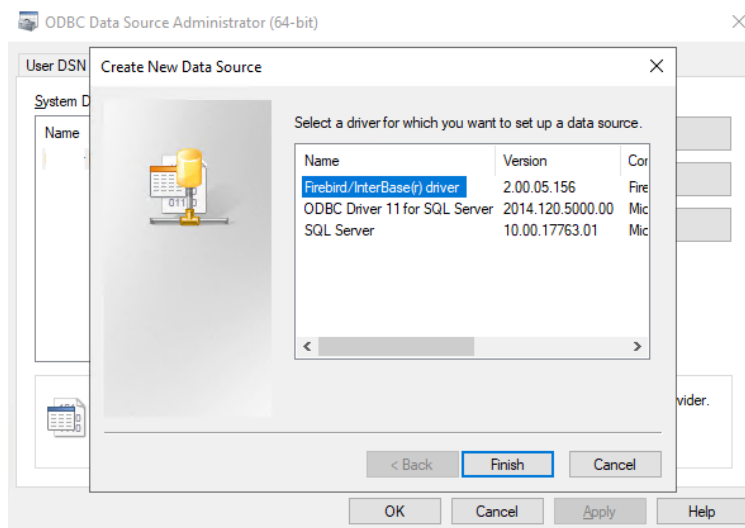 ODBC Data Source Administrator (64-bit)
User DSN
Create New Data Source
System D
Name
Select a driver for which you want to set up a data source.
Name Version Cor
Firebird/InterBase(r) driver 2.00.05.156 Fire
ODBC Driver 11 for SQL Server 2014.120.5000.00 Mic
SQL Server 10.00.17763.01 Mic
vider.
< Back Finish Cancel
OK Cancel Apply Help